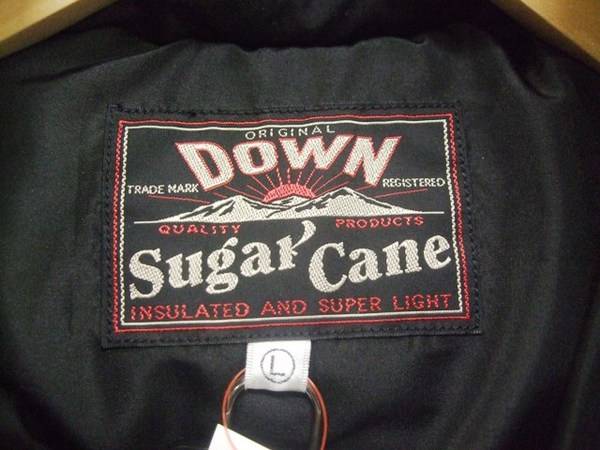 ORIGINAL
DOWN
TRADE MARK REGISTERED
QUALITY PRODUCTS
Sugar Cane
INSULATED AND SUPER LIGHT
L